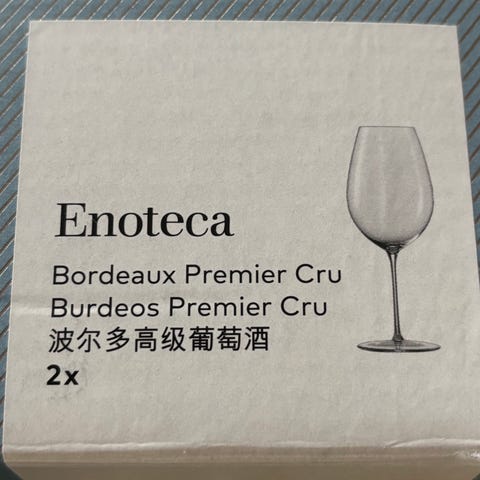 Enoteca
Bordeaux Premier Cru
Burdeos Premier Cru
波尔多高级葡萄酒
2x